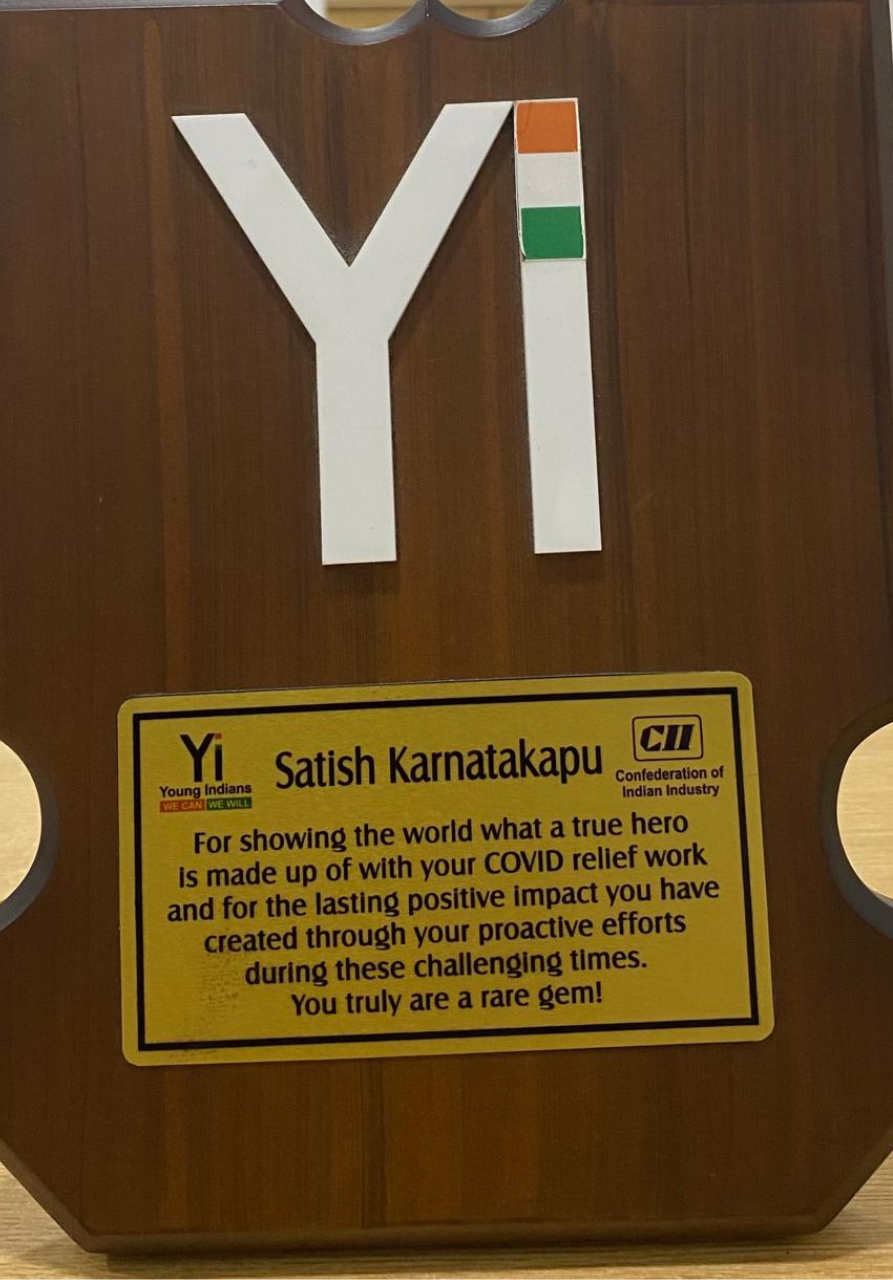 Yi
Yi
Young Indians
WE CAN WE WILL
Satish Karnatakapu
CII
Confederation of
Indian Industry
For showing the world what a true hero
is made up of with your COVID relief work
and for the lasting positive impact you have
created through your proactive efforts
during these challenging times.
You truly are a rare gem!